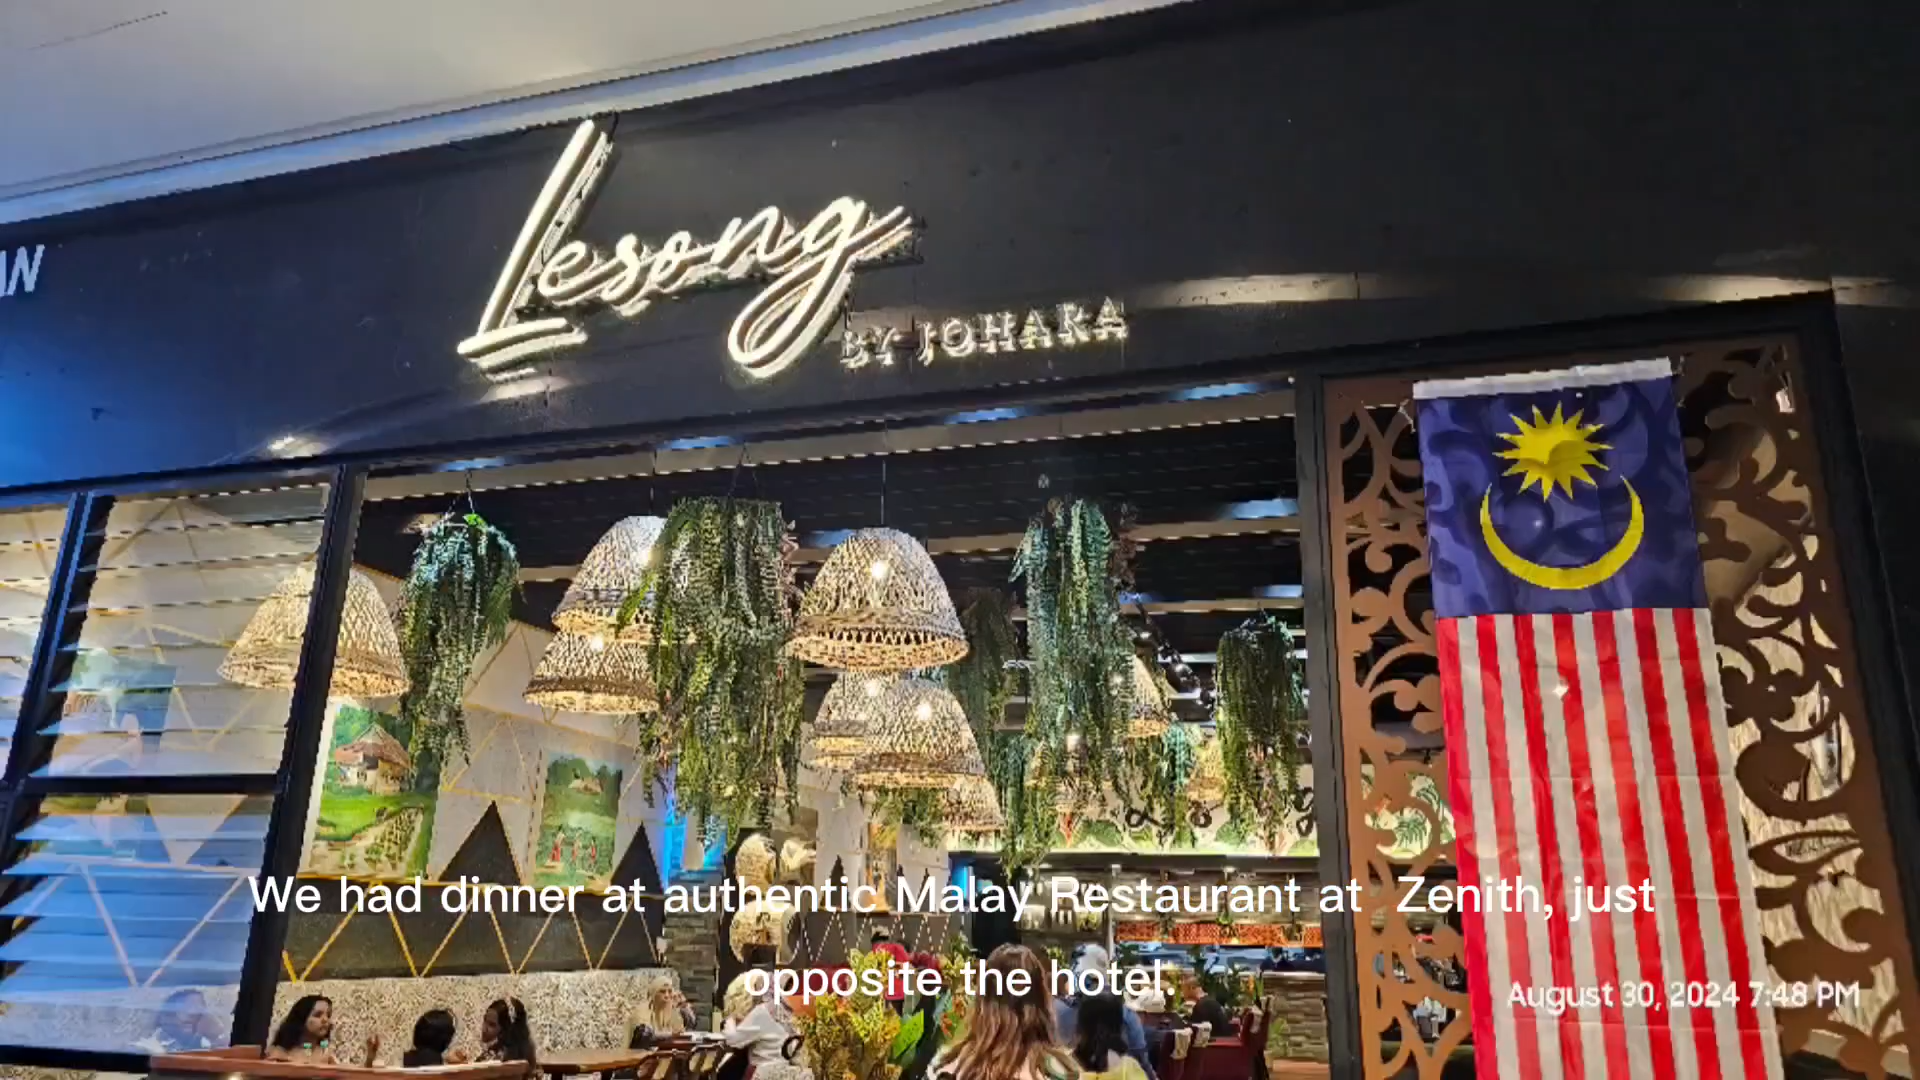 AN
Lesong
BY JOHARA
We had dinner at authentic Malay Restaurant at Zenith, just
opposite the hotel.
August 30, 2024 7:48 PM